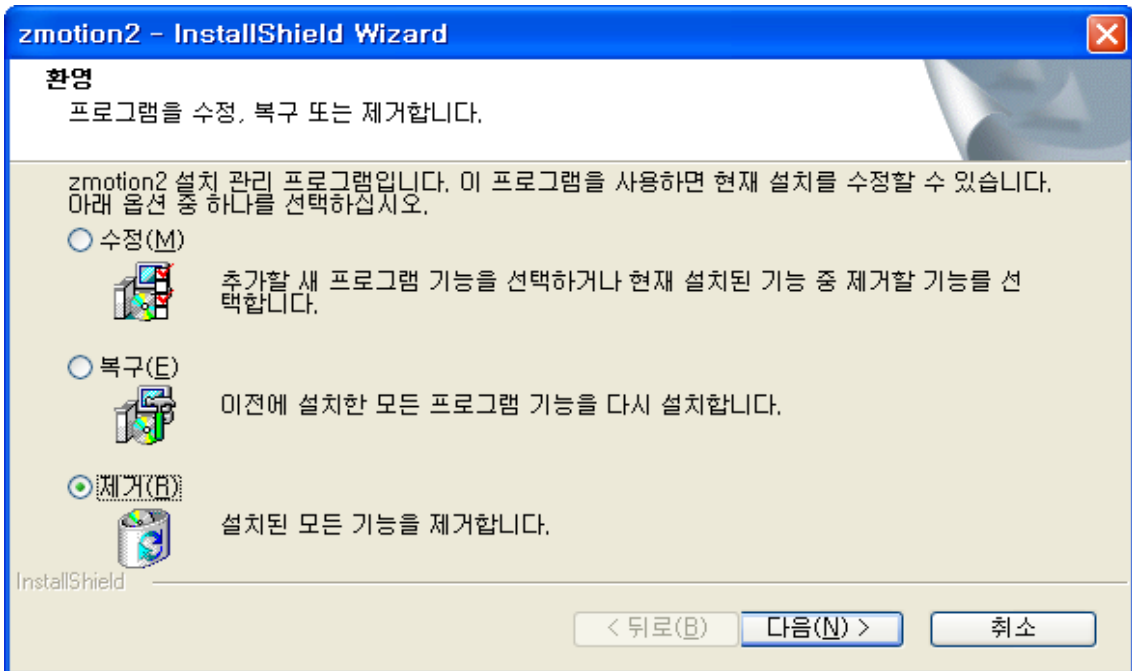 zmotion2 - InstallShield Wizard
환영
프로그램을 수정, 복구 또는 제거합니다.
zmotion2 설치 관리 프로그램입니다. 이 프로그램을 사용하면 현재 설치를 수정할 수 있습니다.
아래 옵션 중 하나를 선택하십시오.
수정(M)
추가할 새 프로그램 기능을 선택하거나 현재 설치된 기능 중 제거할 기능를 선
택합니다.
복구(E)
이전에 설치한 모든 프로그램 기능을 다시 설치합니다.
제거(R)
설치된 모든 기능을 제거합니다.
InstallShield
< 뒤로(B) 다음(N) > 취소